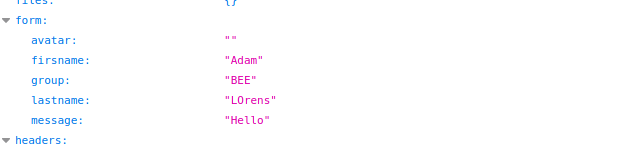 files: {}
form:
avatar: ""
firsname: "Adam"
group: "BEE"
lastname: "LOrens"
message: "Hello"
headers: